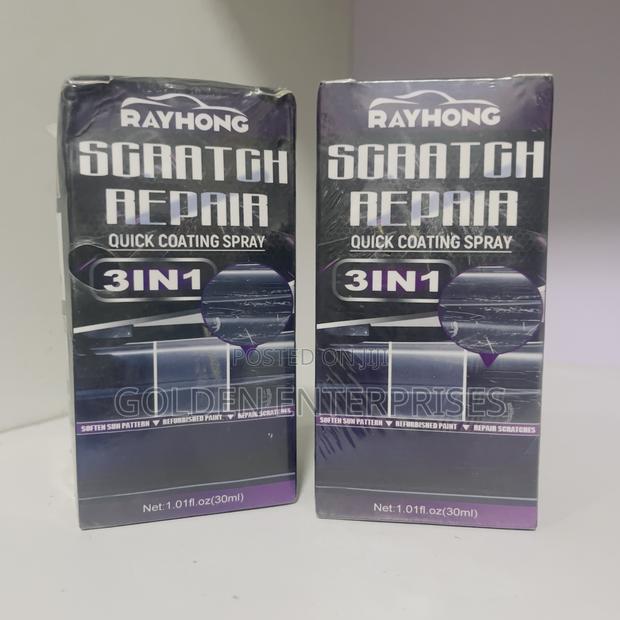 RAYHONG
SCRATCH
REPAIR
QUICK COATING SPRAY
3IN1
SOFTEN SUN PATTERN ▼ REFURBISHED PAINT ▼ REPAIR SCRATCHES
Net:1.01fl.oz(30ml)
RAYHONG
SCRATCH
REPAIR
QUICK COATING SPRAY
3IN1
SOFTEN SUN PATTERN ▼ REFURBISHED PAINT ▼ REPAIR SCRATCHES
Net:1.01fl.oz(30ml)
POSTED ON JIJI
GOLDEN ENTERPRISES